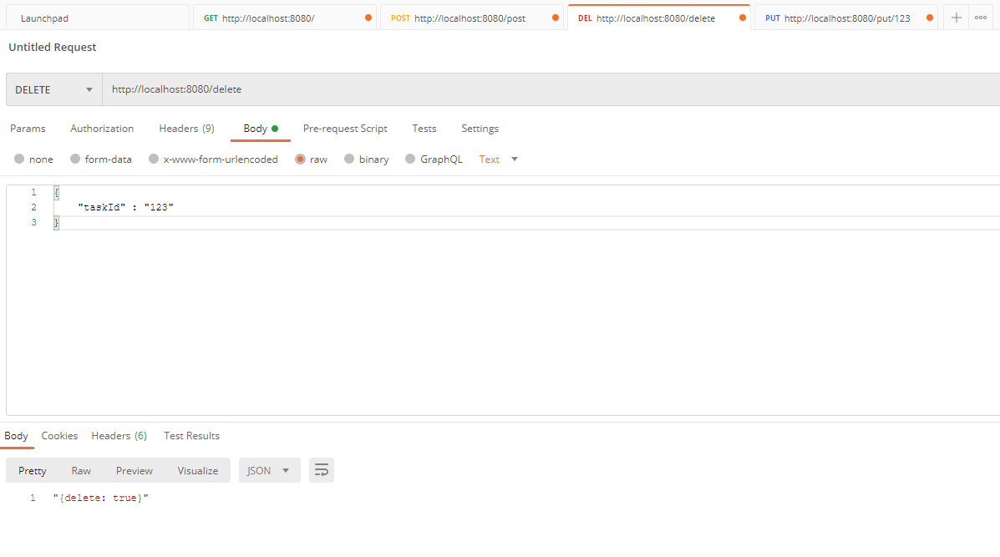 Launchpad GET http://localhost:8080/ POST http://localhost:8080/post DEL http://localhost:8080/delete PUT http://localhost:8080/put/123
Untitled Request
DELETE http://localhost:8080/delete
Params Authorization Headers (9) Body Pre-request Script Tests Settings
none form-data x-www-form-urlencoded raw binary GraphQL Text
1 {
2 "taskId" : "123"
3 }
Body Cookies Headers (6) Test Results
Pretty Raw Preview Visualize JSON
1 "{delete: true}"